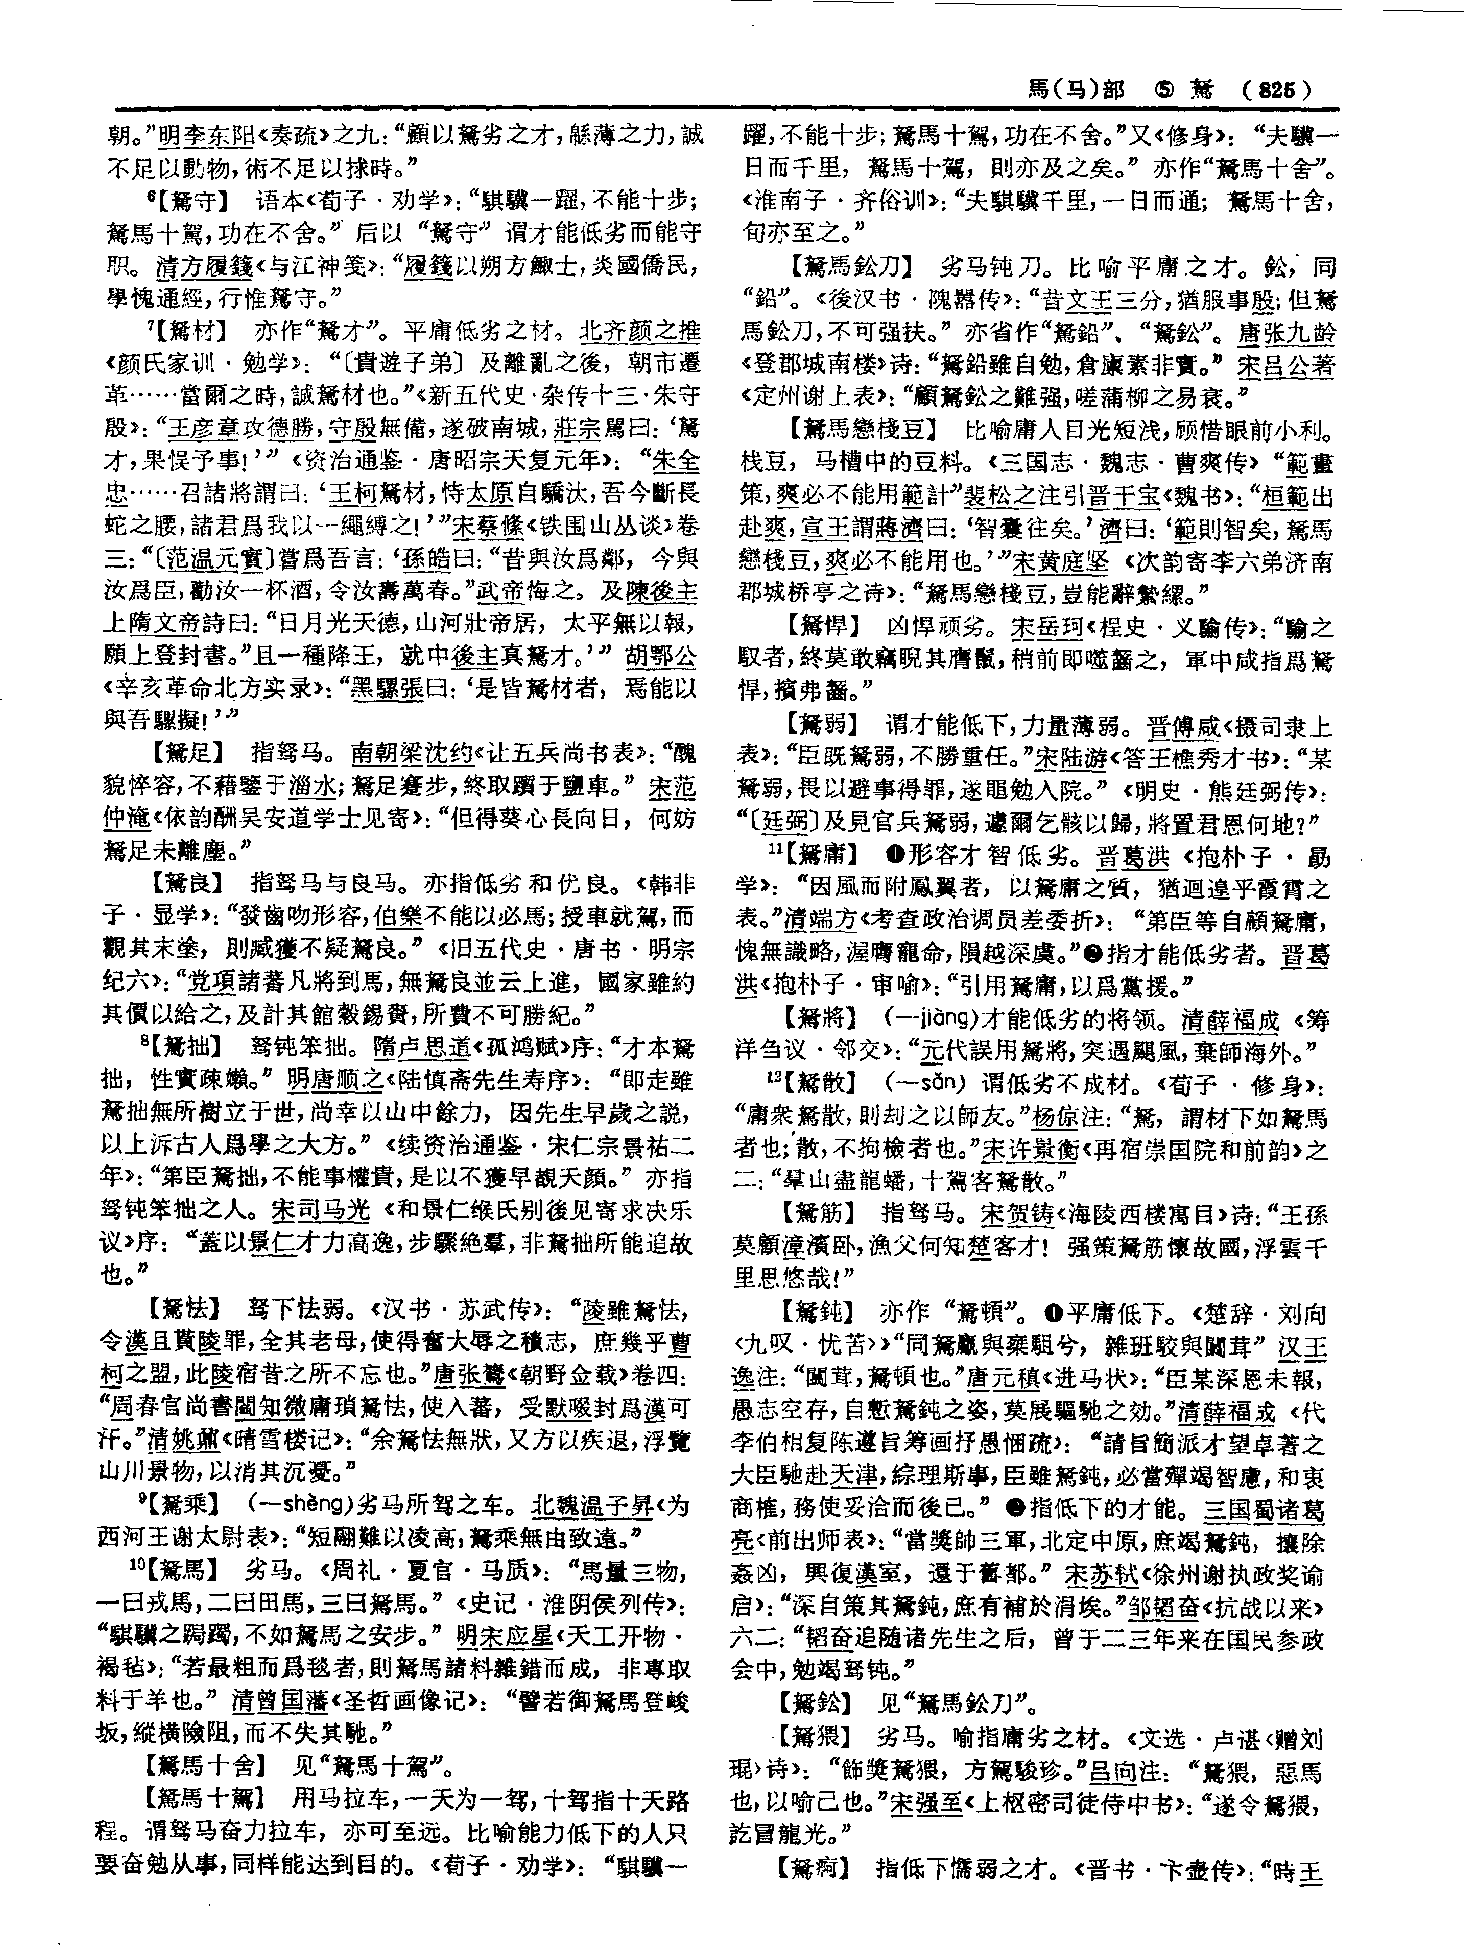 馬(马)部 ⑤ 駑 (825)
朝。”明李东阳《奏疏》之九：“顧以駑劣之才，緜薄之力，誠
不足以動物，術不足以捄時。”
⁶【駑守】 语本《荀子·劝学》：“騏驥一躍，不能十步；
駑馬十駕，功在不舍。”后以“駑守”谓才能低劣而能守
职。清方履籛《与江神笺》：“履籛以朔方鯫士，炎國僑民，
學愧通經，行惟駑守。”
⁷【駑材】 亦作“駑才”。平庸低劣之材。北齐颜之推
《颜氏家训·勉学》：“〔貴遊子弟〕及離亂之後，朝市遷
革……當爾之時，誠駑材也。”《新五代史·杂传十三·朱守
殷》：“王彦章攻德勝，守殷無備，遂破南城，莊宗罵曰：‘駑
才，果悮予事！’”《资治通鉴·唐昭宗天复元年》：“朱全
忠……召諸將謂曰：‘王柯駑材，恃太原自驕汰，吾今斷長
蛇之腰，諸君爲我以一繩縛之！’”宋蔡絛《铁围山丛谈》卷
三：“〔范温元實〕嘗爲吾言：‘孫皓曰：“昔與汝爲鄰，今與
汝爲臣，勸汝一杯酒，令汝壽萬春。”武帝悔之。及陳後主
上隋文帝詩曰：“日月光天德，山河壯帝居，太平無以報，
願上登封書。”且一種降王，就中後主真駑才。’”胡鄂公
《辛亥革命北方实录》：“黑騾張曰：‘是皆駑材者，焉能以
與吾騾擬！’”
【駑足】 指驽马。南朝梁沈约《让五兵尚书表》：“醜
貌悴容，不藉鑒于淄水；駑足蹇步，終取躓于鹽車。”宋范
仲淹《依韵酬吴安道学士见寄》：“但得葵心長向日，何妨
駑足未離塵。”
【駑良】 指驽马与良马。亦指低劣和优良。《韩非
子·显学》：“發齒吻形容，伯樂不能以必馬；授車就駕，而
觀其末塗，則臧獲不疑駑良。”《旧五代史·唐书·明宗
纪六》：“党項諸蕃凡將到馬，無駑良並云上進，國家雖約
其價以給之，及計其館穀錫賚，所費不可勝紀。”
⁸【駑拙】 驽钝笨拙。隋卢思道《孤鸿赋》序：“才本駑
拙，性實疎嬾。”明唐顺之《陆慎斋先生寿序》：“即走雖
駑拙無所樹立于世，尚幸以山中餘力，因先生早歲之説，
以上泝古人爲學之大方。”《续资治通鉴·宋仁宗景祐二
年》：“第臣駑拙，不能事權貴，是以不獲早覩天顔。”亦指
驽钝笨拙之人。宋司马光《和景仁缑氏别後见寄求决乐
议》序：“蓋以景仁才力高逸，步驟絶羣，非駑拙所能追故
也。”
【駑怯】 驽下怯弱。《汉书·苏武传》：“陵雖駑怯，
令漢且貰陵罪，全其老母，使得奮大辱之積志，庶幾乎曹
柯之盟，此陵宿昔之所不忘也。”唐张鷟《朝野佥载》卷四：
“周春官尚書閻知微庸瑣駑怯，使入蕃，受默啜封爲漢可
汗。”清姚鼐《晴雪楼记》：“余駑怯無狀，又方以疾退，浮覽
山川景物，以消其沉憂。”
⁹【駑乘】 (—shèng)劣马所驾之车。北魏温子昇《为
西河王谢太尉表》：“短翮難以凌高，駑乘無由致遠。”
¹⁰【駑馬】 劣马。《周礼·夏官·马质》：“馬量三物，
一曰戎馬，二曰田馬，三曰駑馬。”《史记·淮阴侯列传》：
“騏驥之跼躅，不如駑馬之安步。”明宋应星《天工开物·
褐毡》：“若最粗而爲毯者，則駑馬諸料雜錯而成，非專取
料于羊也。”清曾国藩《圣哲画像记》：“譬若御駑馬登峻
坂，縱橫險阻，而不失其馳。”
【駑馬十舍】 见“駑馬十駕”。
【駑馬十駕】 用马拉车，一天为一驾，十驾指十天路
程。谓驽马奋力拉车，亦可至远。比喻能力低下的人只
要奋勉从事，同样能达到目的。《荀子·劝学》：“騏驥一
躍，不能十步；駑馬十駕，功在不舍。”又《修身》：“夫驥一
日而千里，駑馬十駕，則亦及之矣。”亦作“駑馬十舍”。
《淮南子·齐俗训》：“夫騏驥千里，一日而通；駑馬十舍，
旬亦至之。”
【駑馬鈆刀】 劣马钝刀。比喻平庸之才。鈆，同
“鉛”。《後汉书·隗嚣传》：“昔文王三分，猶服事殷；但駑
馬鈆刀，不可强扶。”亦省作“駑鉛”、“駑鈆”。唐张九龄
《登郡城南楼》诗：“駑鉛雖自勉，倉廩素非實。”宋吕公著
《定州谢上表》：“顧駑鈆之難强，嗟蒲柳之易衰。”
【駑馬戀棧豆】 比喻庸人目光短浅，顾惜眼前小利。
栈豆，马槽中的豆料。《三国志·魏志·曹爽传》“範畫
策，爽必不能用範計”裴松之注引晋干宝《魏书》：“桓範出
赴爽，宣王謂蔣濟曰：‘智囊往矣。’濟曰：‘範則智矣，駑馬
戀棧豆，爽必不能用也。’”宋黄庭坚《次韵寄李六弟济南
郡城桥亭之诗》：“駑馬戀棧豆，豈能辭縶縲。”
【駑悍】 凶悍顽劣。宋岳珂《桯史·义騟传》：“騟之
馭者，終莫敢竊睨其膺鬛，稍前即噬齧之，軍中咸指爲駑
悍，擯弗齧。”
【駑弱】 谓才能低下，力量薄弱。晋傅咸《摄司隶上
表》：“臣既駑弱，不勝重任。”宋陆游《答王樵秀才书》：“某
駑弱，畏以避事得罪，遂黽勉入院。”《明史·熊廷弼传》：
“〔廷弼〕及見官兵駑弱，遽爾乞骸以歸，將置君恩何地？”
¹¹【駑庸】 ❶形容才智低劣。晋葛洪《抱朴子·勗
学》：“因風而附鳳翼者，以駑庸之質，猶迴遑乎霞霄之
表。”清端方《考查政治调员差委折》：“第臣等自顧駑庸，
愧無識略，渥膺寵命，隕越深虞。”❷指才能低劣者。晋葛
洪《抱朴子·审喻》：“引用駑庸，以爲黨援。”
【駑將】 (—jiàng)才能低劣的将领。清薛福成《筹
洋刍议·邻交》：“元代誤用駑將，突遇颶風，棄師海外。”
¹²【駑散】 (—sǎn) 谓低劣不成材。《荀子·修身》：
“庸衆駑散，則刦之以師友。”杨倞注：“駑，謂材下如駑馬
者也；散，不拘檢者也。”宋许景衡《再宿崇国院和前韵》之
二：“羣山盡龍蟠，十駕客駑散。”
【駑筋】 指驽马。宋贺铸《海陵西楼寓目》诗：“王孫
莫顧漳濱卧，漁父何知楚客才！强策駑筋懷故國，浮雲千
里思悠哉！”
【駑鈍】 亦作“駑頓”。❶平庸低下。《楚辞·刘向
〈九叹·忧苦〉》“同駑驘與椉駔兮，雜班駮與闒茸”汉王
逸注：“闒茸，駑頓也。”唐元稹《进马状》：“臣某深恩未報，
愚志空存，自慙駑鈍之姿，莫展驅馳之効。”清薛福成《代
李伯相复陈遵旨筹画抒愚悃疏》：“請旨簡派才望卓著之
大臣馳赴天津，綜理斯事，臣雖駑鈍，必當殫竭智慮，和衷
商榷，務使妥洽而後已。”❷指低下的才能。三国蜀诸葛
亮《前出师表》：“當獎帥三軍，北定中原，庶竭駑鈍，攘除
姦凶，興復漢室，還于舊都。”宋苏轼《徐州谢执政奖谕
启》：“深自策其駑鈍，庶有補於涓埃。”邹韬奋《抗战以来》
六二：“韬奋追随诸先生之后，曾于二三年来在国民参政
会中，勉竭驽钝。”
【駑鈆】 见“駑馬鈆刀”。
【駑猥】 劣马。喻指庸劣之材。《文选·卢谌〈赠刘
琨〉诗》：“飾獎駑猥，方駕駿珍。”吕向注：“駑猥，惡馬
也，以喻己也。”宋强至《上枢密司徒侍中书》：“遂令駑猥，
訖冒龍光。”
【駑痾】 指低下懦弱之才。《晋书·卞壸传》：“時王